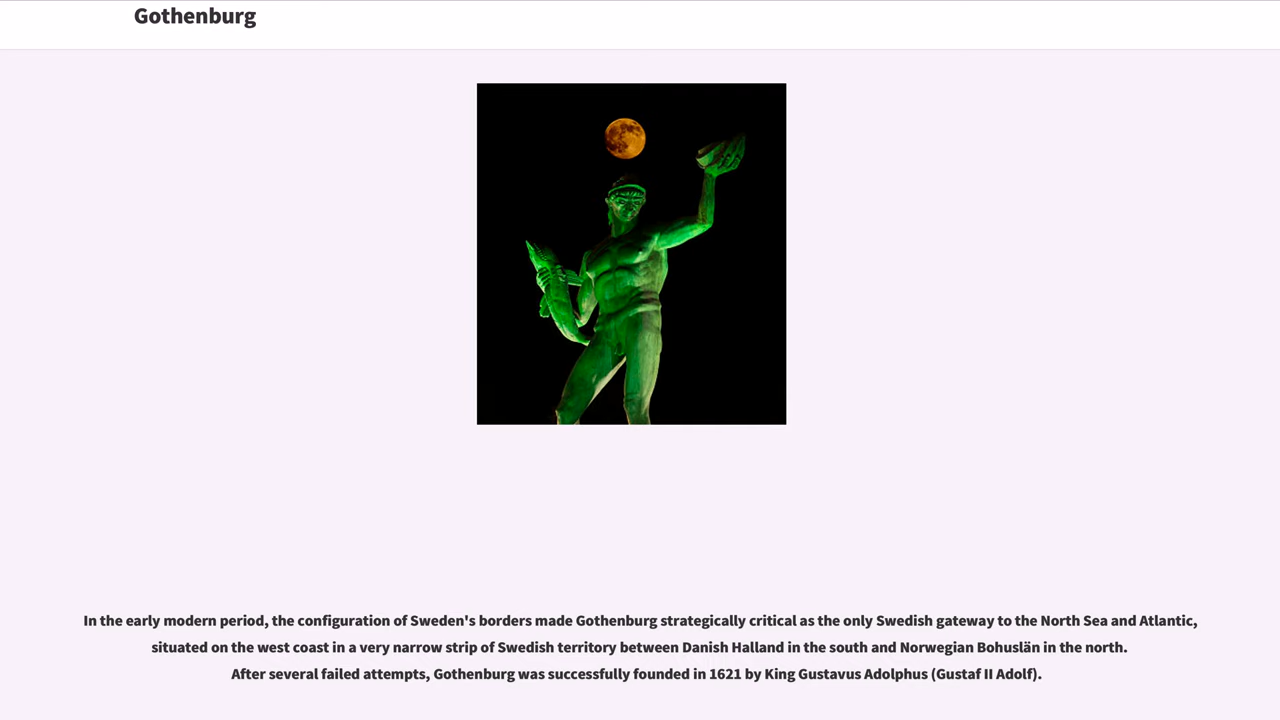 Gothenburg
In the early modern period, the configuration of Sweden's borders made Gothenburg strategically critical as the only Swedish gateway to the North Sea and Atlantic,
situated on the west coast in a very narrow strip of Swedish territory between Danish Halland in the south and Norwegian Bohuslän in the north.
After several failed attempts, Gothenburg was successfully founded in 1621 by King Gustavus Adolphus (Gustaf II Adolf).